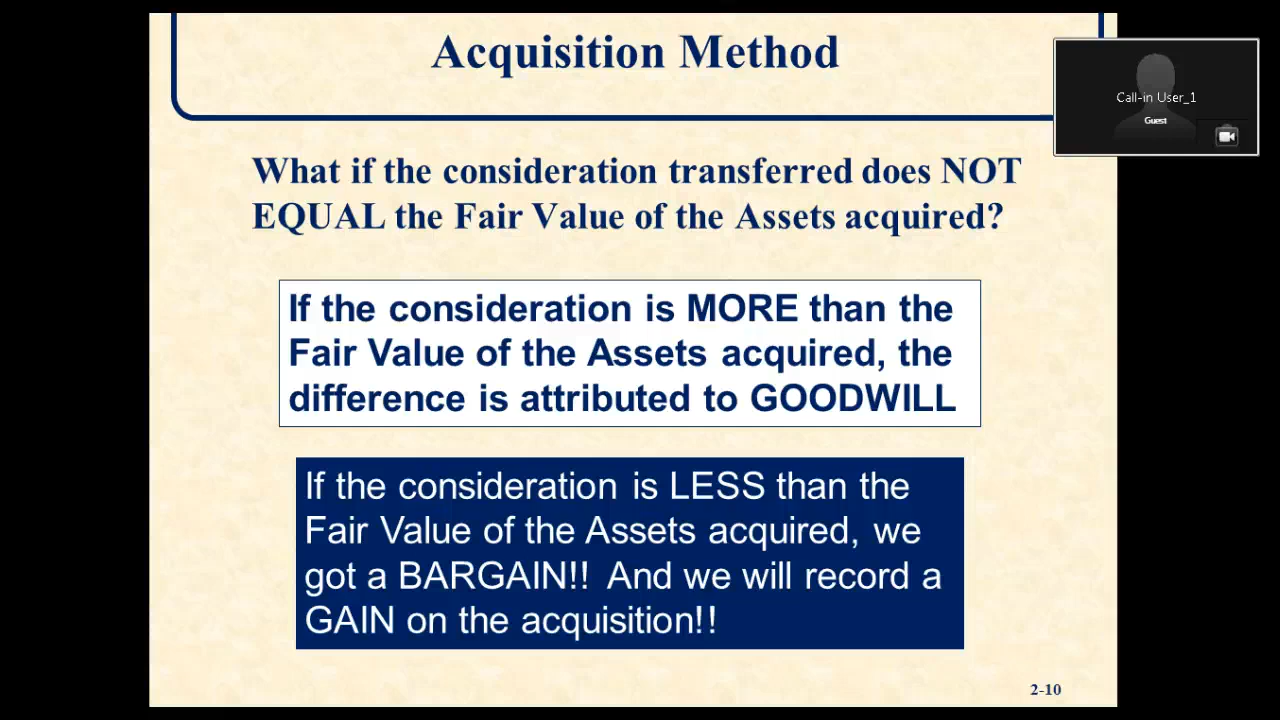 Acquisition Method
Call-in User_1
Guest
What if the consideration transferred does NOT
EQUAL the Fair Value of the Assets acquired?
If the consideration is MORE than the
Fair Value of the Assets acquired, the
difference is attributed to GOODWILL
If the consideration is LESS than the
Fair Value of the Assets acquired, we
got a BARGAIN!! And we will record a
GAIN on the acquisition!!
2-10